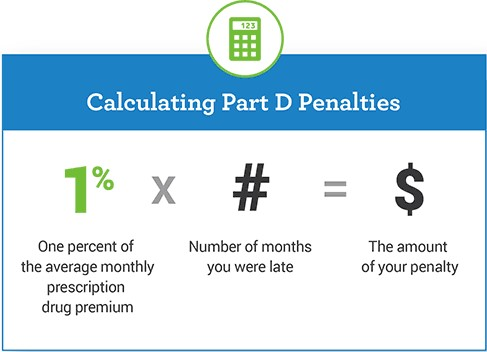 123
Calculating Part D Penalties
1% x # = $
One percent of
the average monthly
prescription
drug premium
Number of months
you were late
The amount
of your penalty